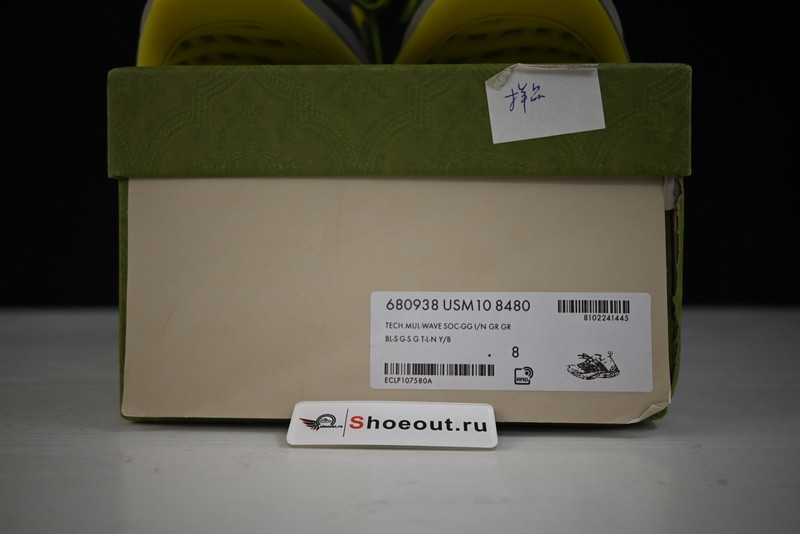 样品
680938 USM10 8480
8102241445
TECH.MUL-WAVE SOC-GG I/N GR GR
BL-S G-S G T-L-N Y/B
8
ECLP107580A
Shoeout.ru